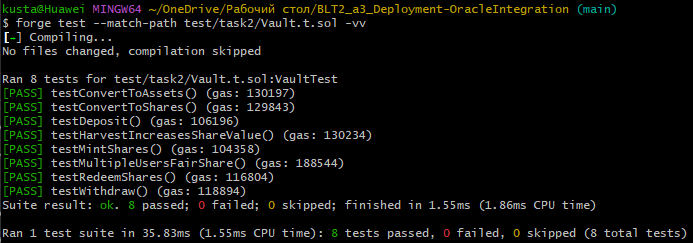 kusta@Huawei MINGW64 ~/OneDrive/Рабочий стол/BLT2_a3_Deployment-OracleIntegration (main)
$ forge test --match-path test/task2/Vault.t.sol -vv
[-] Compiling...
No files changed, compilation skipped
Ran 8 tests for test/task2/Vault.t.sol:VaultTest
[PASS] testConvertToAssets() (gas: 130197)
[PASS] testConvertToShares() (gas: 129843)
[PASS] testDeposit() (gas: 106196)
[PASS] testHarvestIncreasesShareValue() (gas: 130234)
[PASS] testMintShares() (gas: 104358)
[PASS] testMultipleUsersFairShare() (gas: 188544)
[PASS] testRedeemShares() (gas: 116804)
[PASS] testWithdraw() (gas: 118894)
Suite result: ok. 8 passed; 0 failed; 0 skipped; finished in 1.55ms (1.86ms CPU time)
Ran 1 test suite in 35.83ms (1.55ms CPU time): 8 tests passed, 0 failed, 0 skipped (8 total tests)